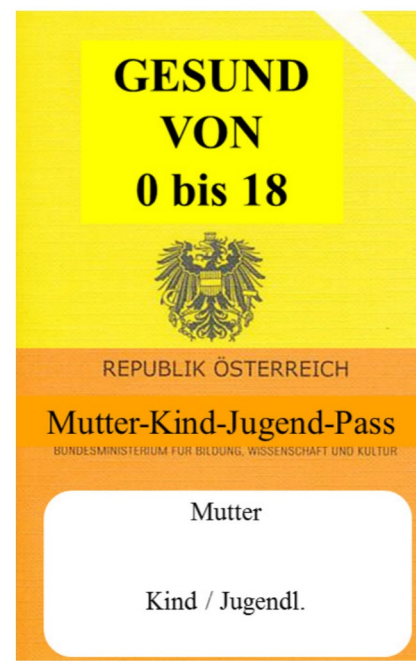 GESUND
VON
0 bis 18
REPUBLIK ÖSTERREICH
Mutter-Kind-Jugend-Pass
BUNDESMINISTERIUM FÜR BILDUNG, WISSENSCHAFT UND KULTUR
Mutter
Kind / Jugendl.